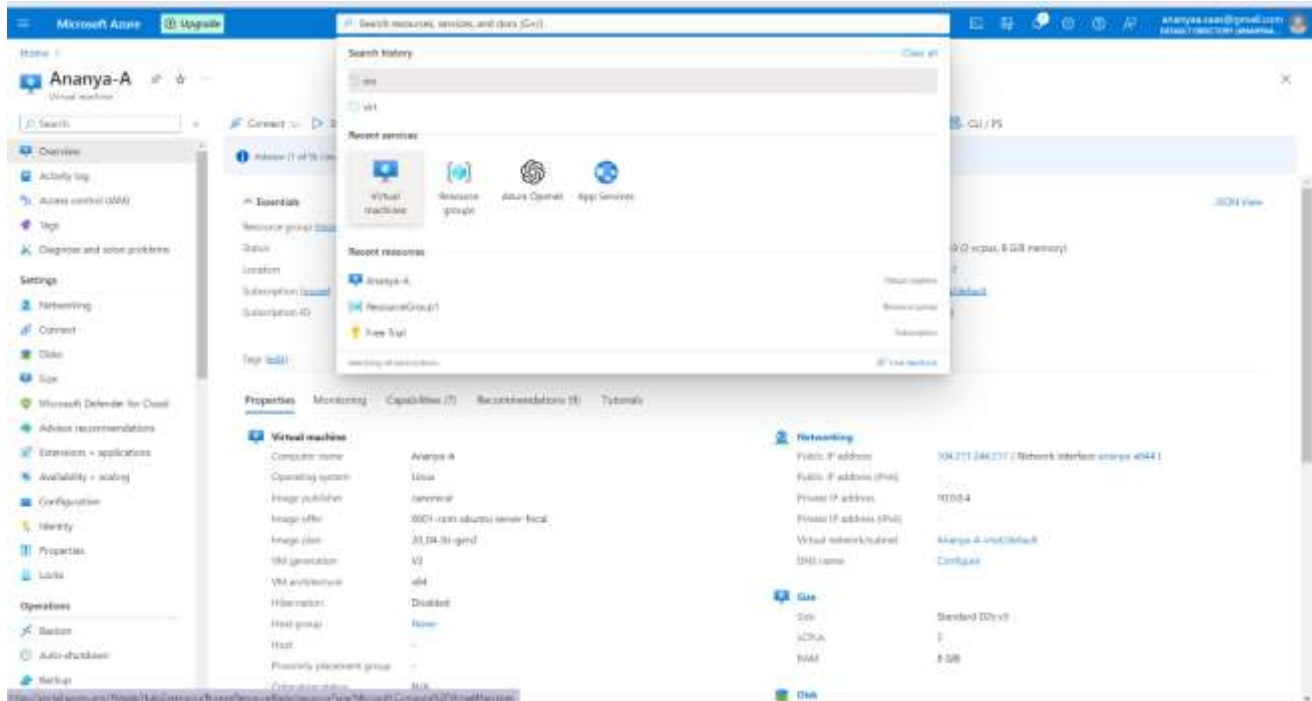 Microsoft Azure
Upgrade
Search resources, services, and docs (G+/)
Home >
Ananya-A
Virtual machine
Search
Connect
CLI / PS
Search history
Clear all
virt
Recent services
Virtual machines
Resource groups
Azure OpenAI
App Services
Recent resources
Ananya-A
Virtual machine
ResourceGroup1
Resource group
Free Trial
Subscription
Give feedback
Overview
Activity log
Access control (IAM)
Tags
Diagnose and solve problems
Settings
Networking
Connect
Disks
Size
Microsoft Defender for Cloud
Advisor recommendations
Extensions + applications
Availability + scaling
Configuration
Identity
Properties
Locks
Operations
Bastion
Auto-shutdown
Backup
Essentials
JSON View
Resource group
Status
Location
Subscription
Subscription ID
Tags (edit)
Properties
Monitoring
Capabilities (7)
Recommendations (9)
Tutorials
Virtual machine
Computer name Ananya-A
Operating system Linux
Image publisher canonical
Image offer 0001-com-ubuntu-server-focal
Image plan 20_04-lts-gen2
VM generation V2
VM architecture x64
Hibernation Disabled
Host group None
Host -
Proximity placement group -
Colocation status N/A
Networking
Public IP address
Public IP address (IPv6) -
Private IP address 10.0.0.4
Private IP address (IPv6) -
Virtual network/subnet Ananya-A-vnet/default
DNS name Configure
Size
Size Standard D2s v3
vCPUs 2
RAM 8 GiB
Disk